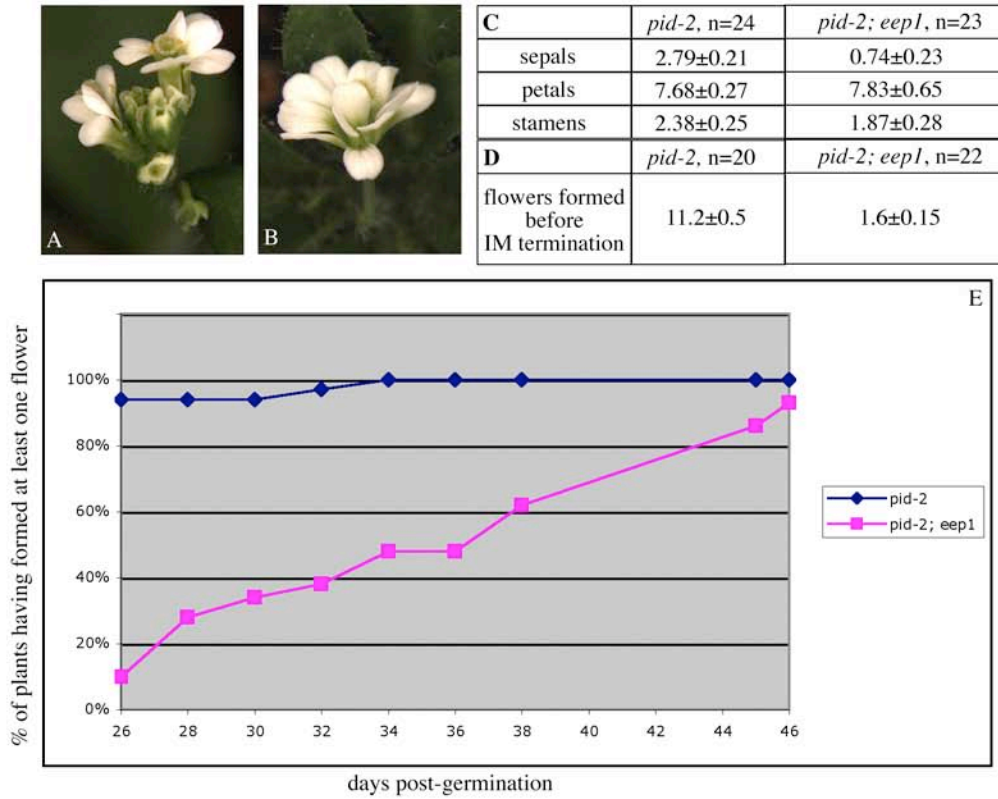 A
B
C pid-2, n=24 pid-2; eep1, n=23
sepals 2.79±0.21 0.74±0.23
petals 7.68±0.27 7.83±0.65
stamens 2.38±0.25 1.87±0.28
D pid-2, n=20 pid-2; eep1, n=22
flowers formed
before
IM termination
11.2±0.5 1.6±0.15
E
% of plants having formed at least one flower
100%
80%
60%
40%
20%
0%
26 28 30 32 34 36 38 40 42 44 46
days post-germination
pid-2
pid-2; eep1